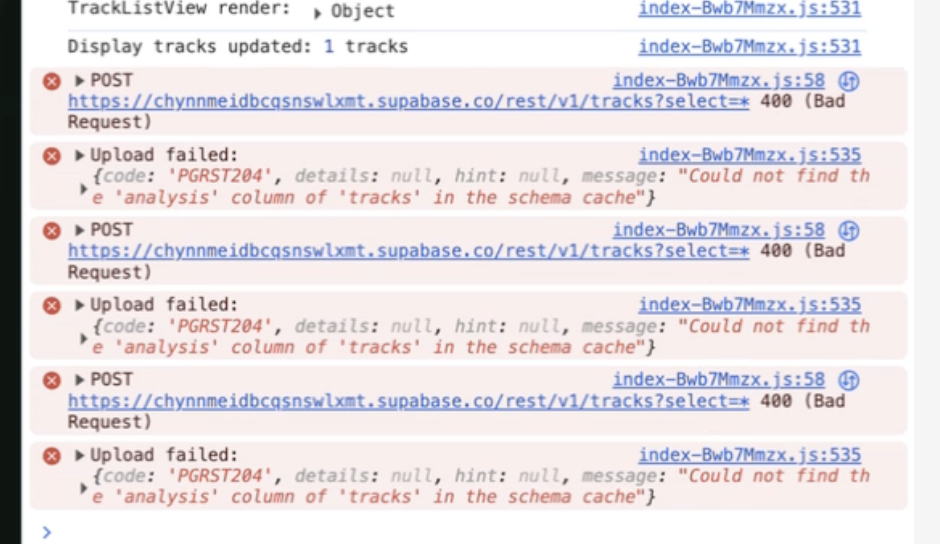 TrackListView render: ▶ Object index-Bwb7Mmzx.js:531
Display tracks updated: 1 tracks index-Bwb7Mmzx.js:531
▶ POST index-Bwb7Mmzx.js:58
https://chynnmeidbcqsnswlxmt.supabase.co/rest/v1/tracks?select=* 400 (Bad
Request)
▶ Upload failed: index-Bwb7Mmzx.js:535
▶ {code: 'PGRST204', details: null, hint: null, message: "Could not find th
e 'analysis' column of 'tracks' in the schema cache"}
▶ POST index-Bwb7Mmzx.js:58
https://chynnmeidbcqsnswlxmt.supabase.co/rest/v1/tracks?select=* 400 (Bad
Request)
▶ Upload failed: index-Bwb7Mmzx.js:535
▶ {code: 'PGRST204', details: null, hint: null, message: "Could not find th
e 'analysis' column of 'tracks' in the schema cache"}
▶ POST index-Bwb7Mmzx.js:58
https://chynnmeidbcqsnswlxmt.supabase.co/rest/v1/tracks?select=* 400 (Bad
Request)
▶ Upload failed: index-Bwb7Mmzx.js:535
▶ {code: 'PGRST204', details: null, hint: null, message: "Could not find th
e 'analysis' column of 'tracks' in the schema cache"}
>